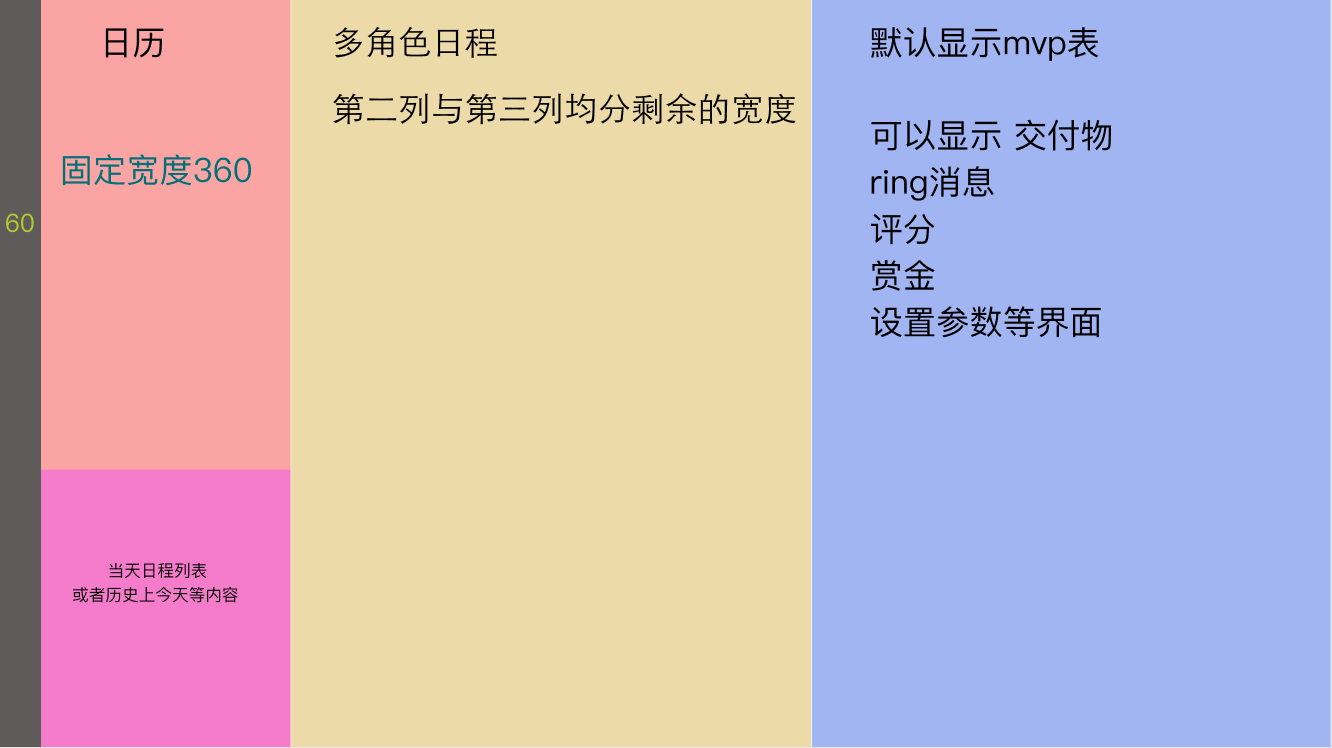 60
日历
固定宽度360
当天日程列表
或者历史上今天等内容
多角色日程
第二列与第三列均分剩余的宽度
默认显示mvp表
可以显示 交付物
ring消息
评分
赏金
设置参数等界面